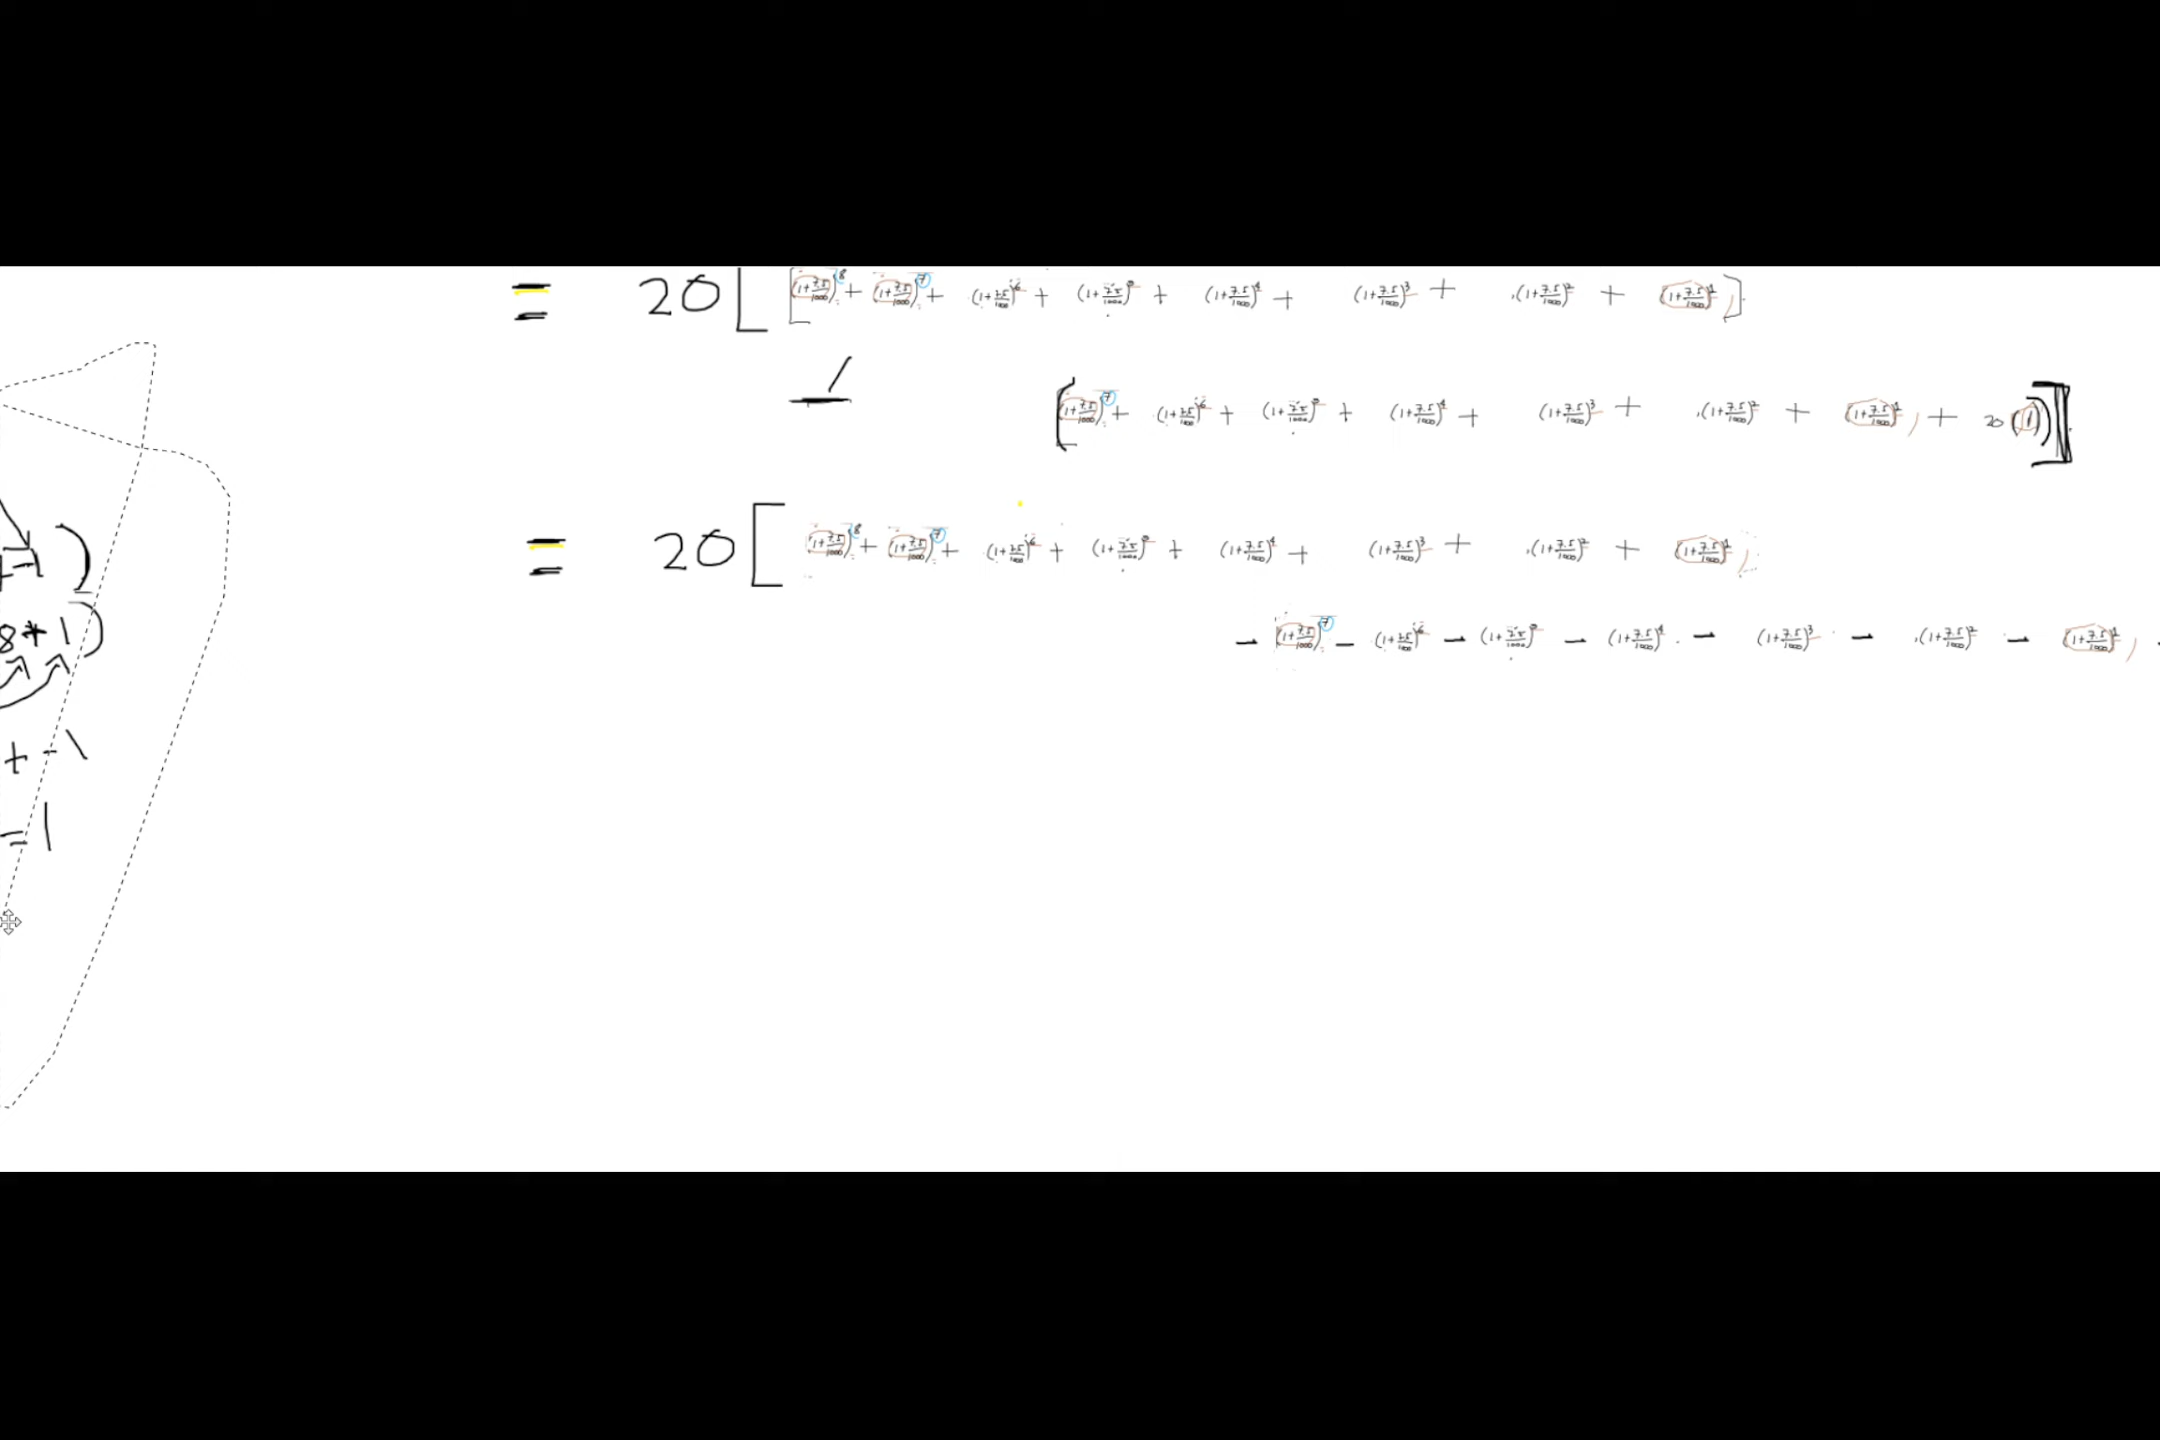 = 20[[(1+7.5/1000)^8 + (1+7.5/1000)^7 + (1+7.5/1000)^6 + (1+7.5/1000)^5 + (1+7.5/1000)^4 + (1+7.5/1000)^3 + (1+7.5/1000)^2 + (1+7.5/1000)^1]
- [(1+7.5/1000)^7 + (1+7.5/1000)^6 + (1+7.5/1000)^5 + (1+7.5/1000)^4 + (1+7.5/1000)^3 + (1+7.5/1000)^2 + (1+7.5/1000)^1 + 20(1)]]
= 20[(1+7.5/1000)^8 + (1+7.5/1000)^7 + (1+7.5/1000)^6 + (1+7.5/1000)^5 + (1+7.5/1000)^4 + (1+7.5/1000)^3 + (1+7.5/1000)^2 + (1+7.5/1000)^1
- (1+7.5/1000)^7 - (1+7.5/1000)^6 - (1+7.5/1000)^5 - (1+7.5/1000)^4 - (1+7.5/1000)^3 - (1+7.5/1000)^2 - (1+7.5/1000)^1
-1)
8*1)
+ -1
=1